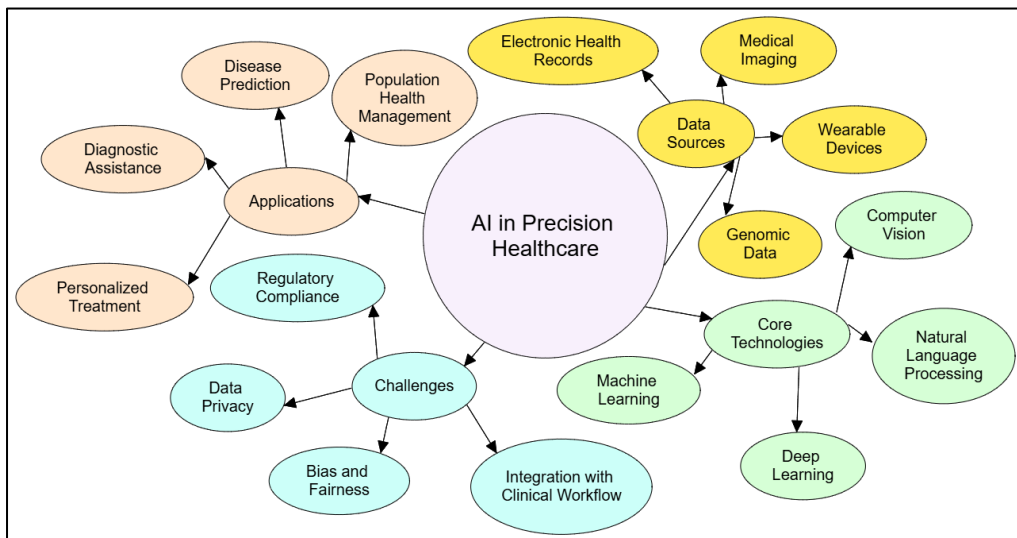 AI in Precision
Healthcare
Applications
Disease
Prediction
Population
Health
Management
Diagnostic
Assistance
Personalized
Treatment
Data
Sources
Electronic Health
Records
Medical
Imaging
Wearable
Devices
Genomic
Data
Core
Technologies
Computer
Vision
Natural
Language
Processing
Machine
Learning
Deep
Learning
Challenges
Regulatory
Compliance
Data
Privacy
Bias and
Fairness
Integration with
Clinical Workflow